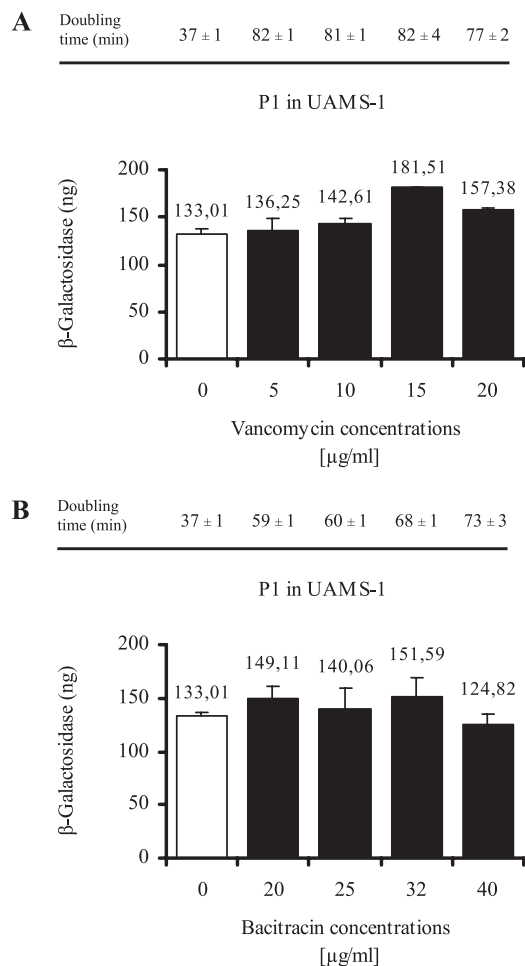 A
Doubling time (min) 37 ± 1 82 ± 1 81 ± 1 82 ± 4 77 ± 2
P1 in UAMS-1
β-Galactosidase (ng)
200
150
100
50
0
133,01 136,25 142,61 181,51 157,38
0 5 10 15 20
Vancomycin concentrations
[µg/ml]
B
Doubling time (min) 37 ± 1 59 ± 1 60 ± 1 68 ± 1 73 ± 3
P1 in UAMS-1
β-Galactosidase (ng)
200
150
100
50
0
133,01 149,11 140,06 151,59 124,82
0 20 25 32 40
Bacitracin concentrations
[µg/ml]